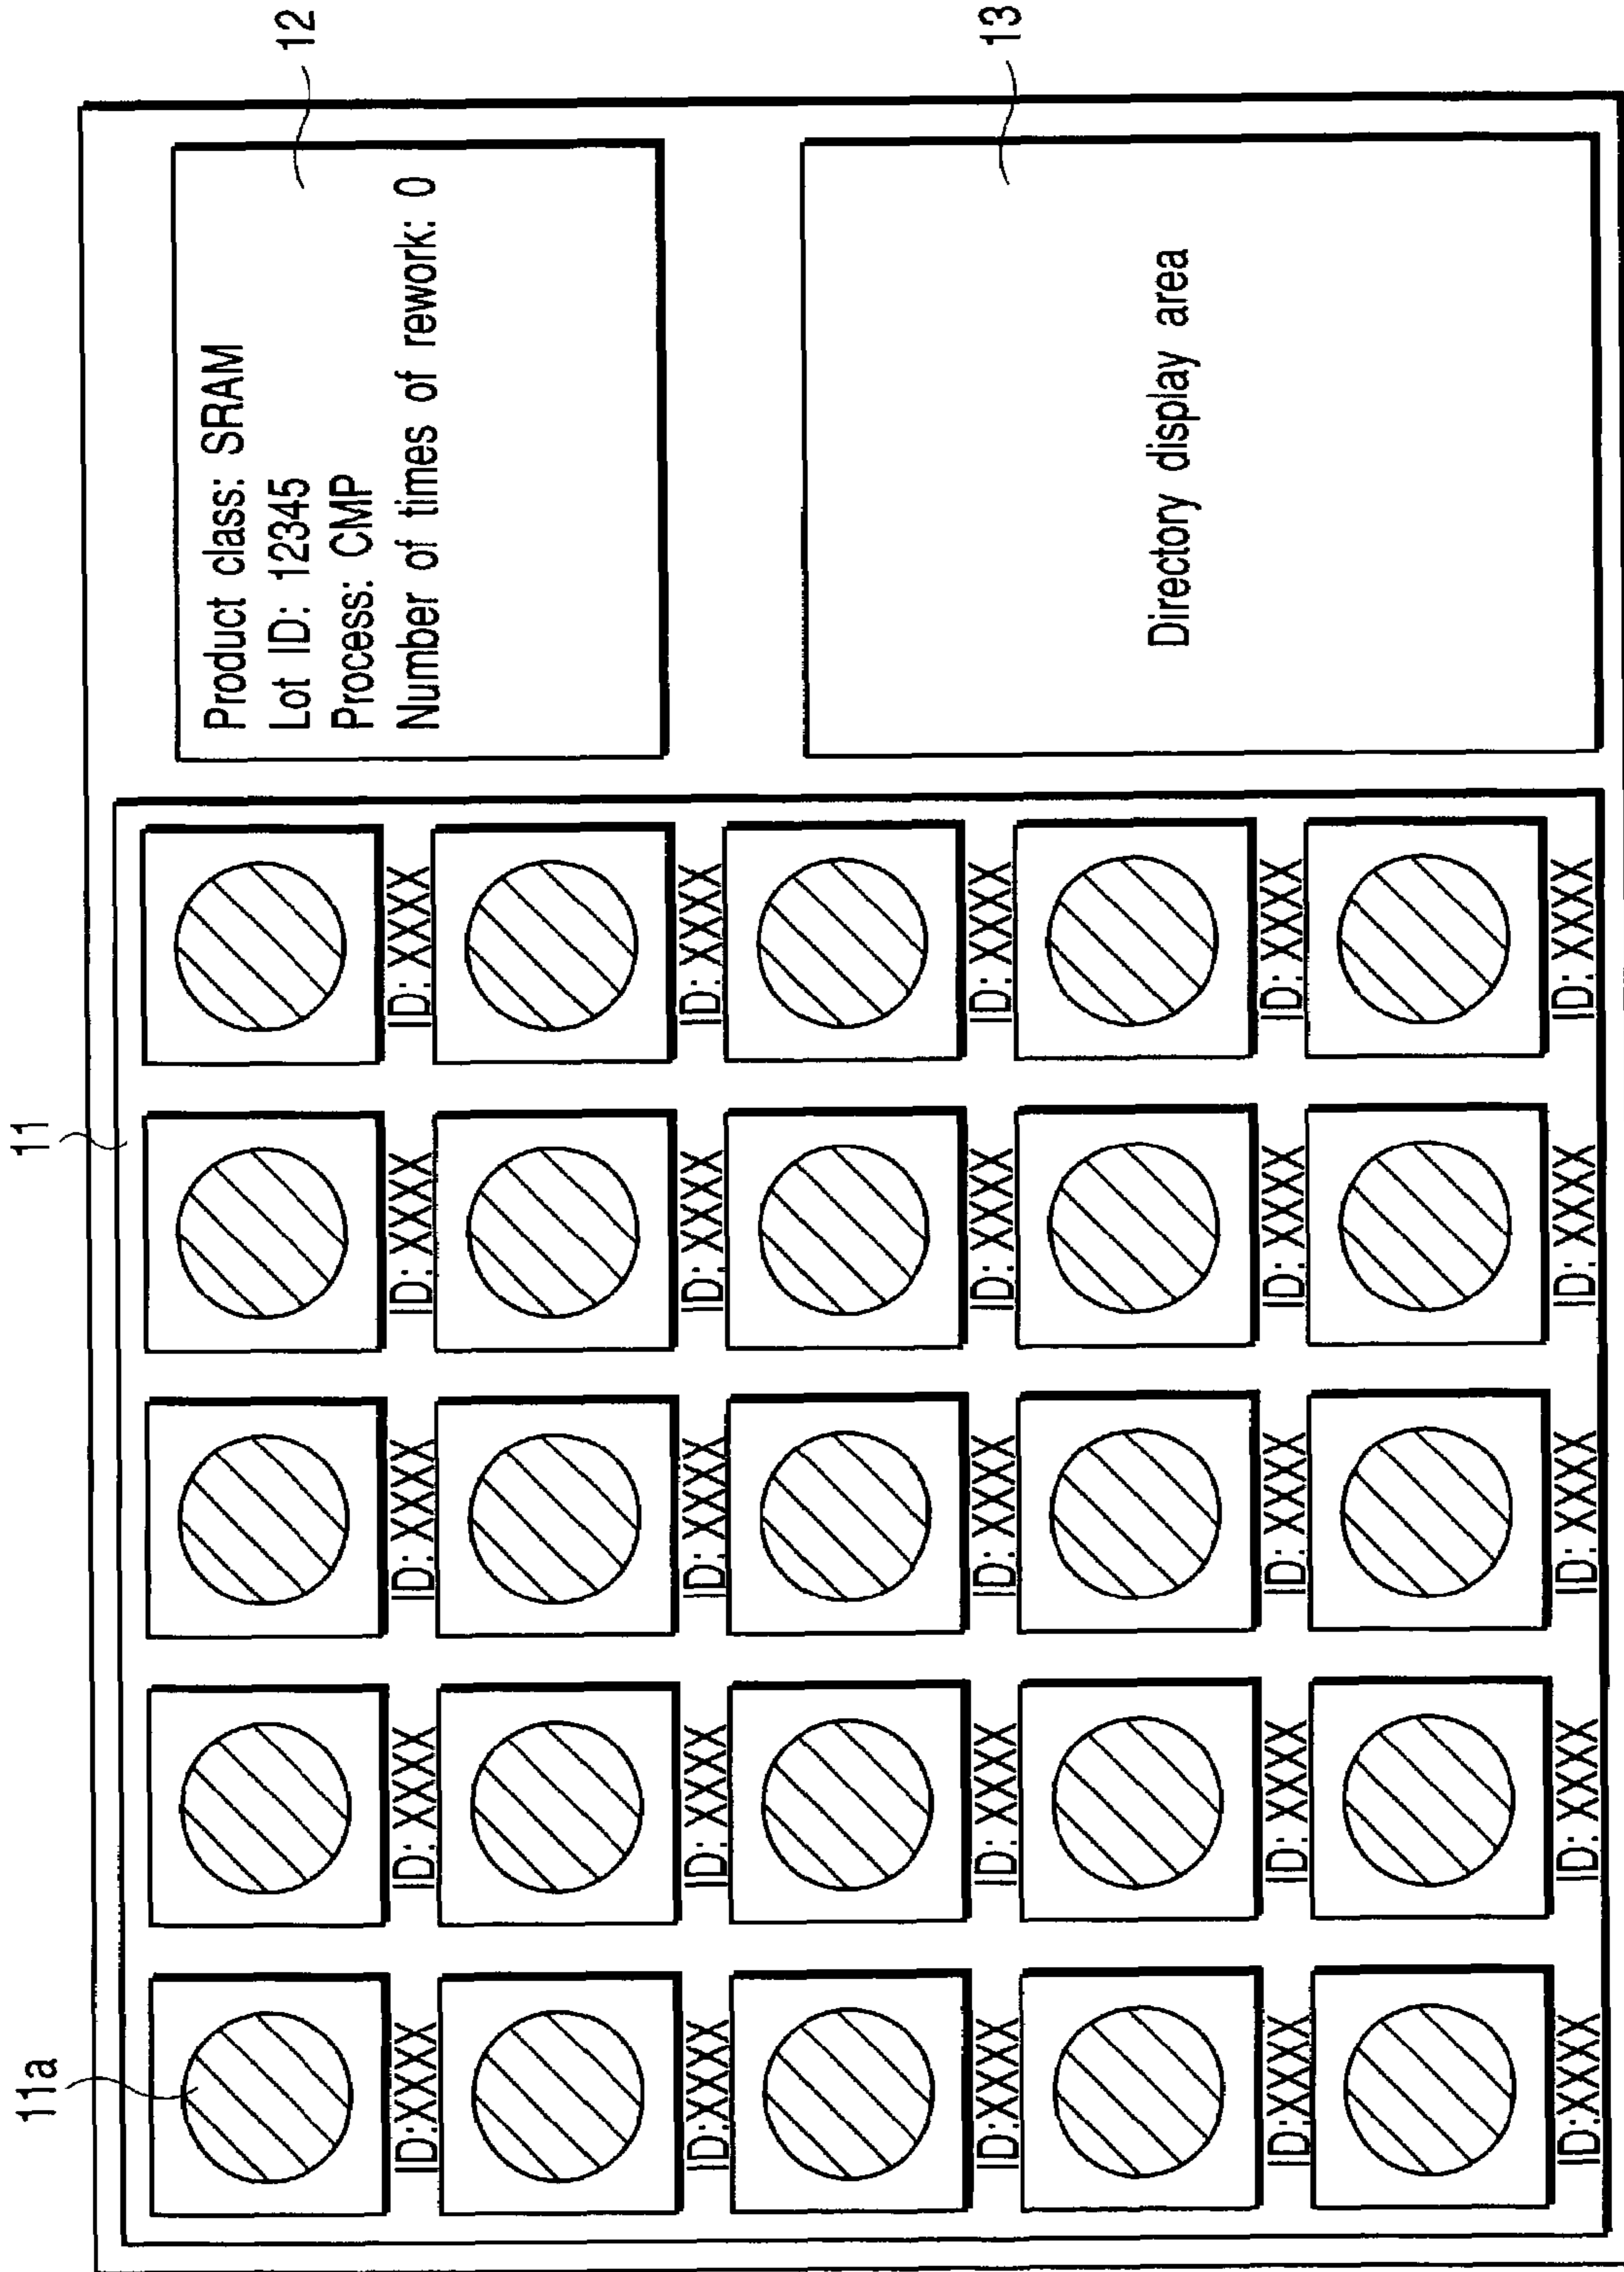 11a
11
12
Product class: SRAM
Lot ID: 12345
Process: CMP
Number of times of rework: 0
ID:XXXX ID: XXXX ID: XXXX ID: XXXX ID: XXXX
ID:XXXX ID: XXXX ID: XXXX ID: XXXX ID: XXXX
13
Directory display area
ID:XXXX ID: XXXX ID: XXXX ID: XXXX ID: XXXX
ID:XXXX ID: XXXX ID: XXXX ID: XXXX ID: XXXX
ID:XXXX ID: XXXX ID: XXXX ID: XXXX ID: XXXX